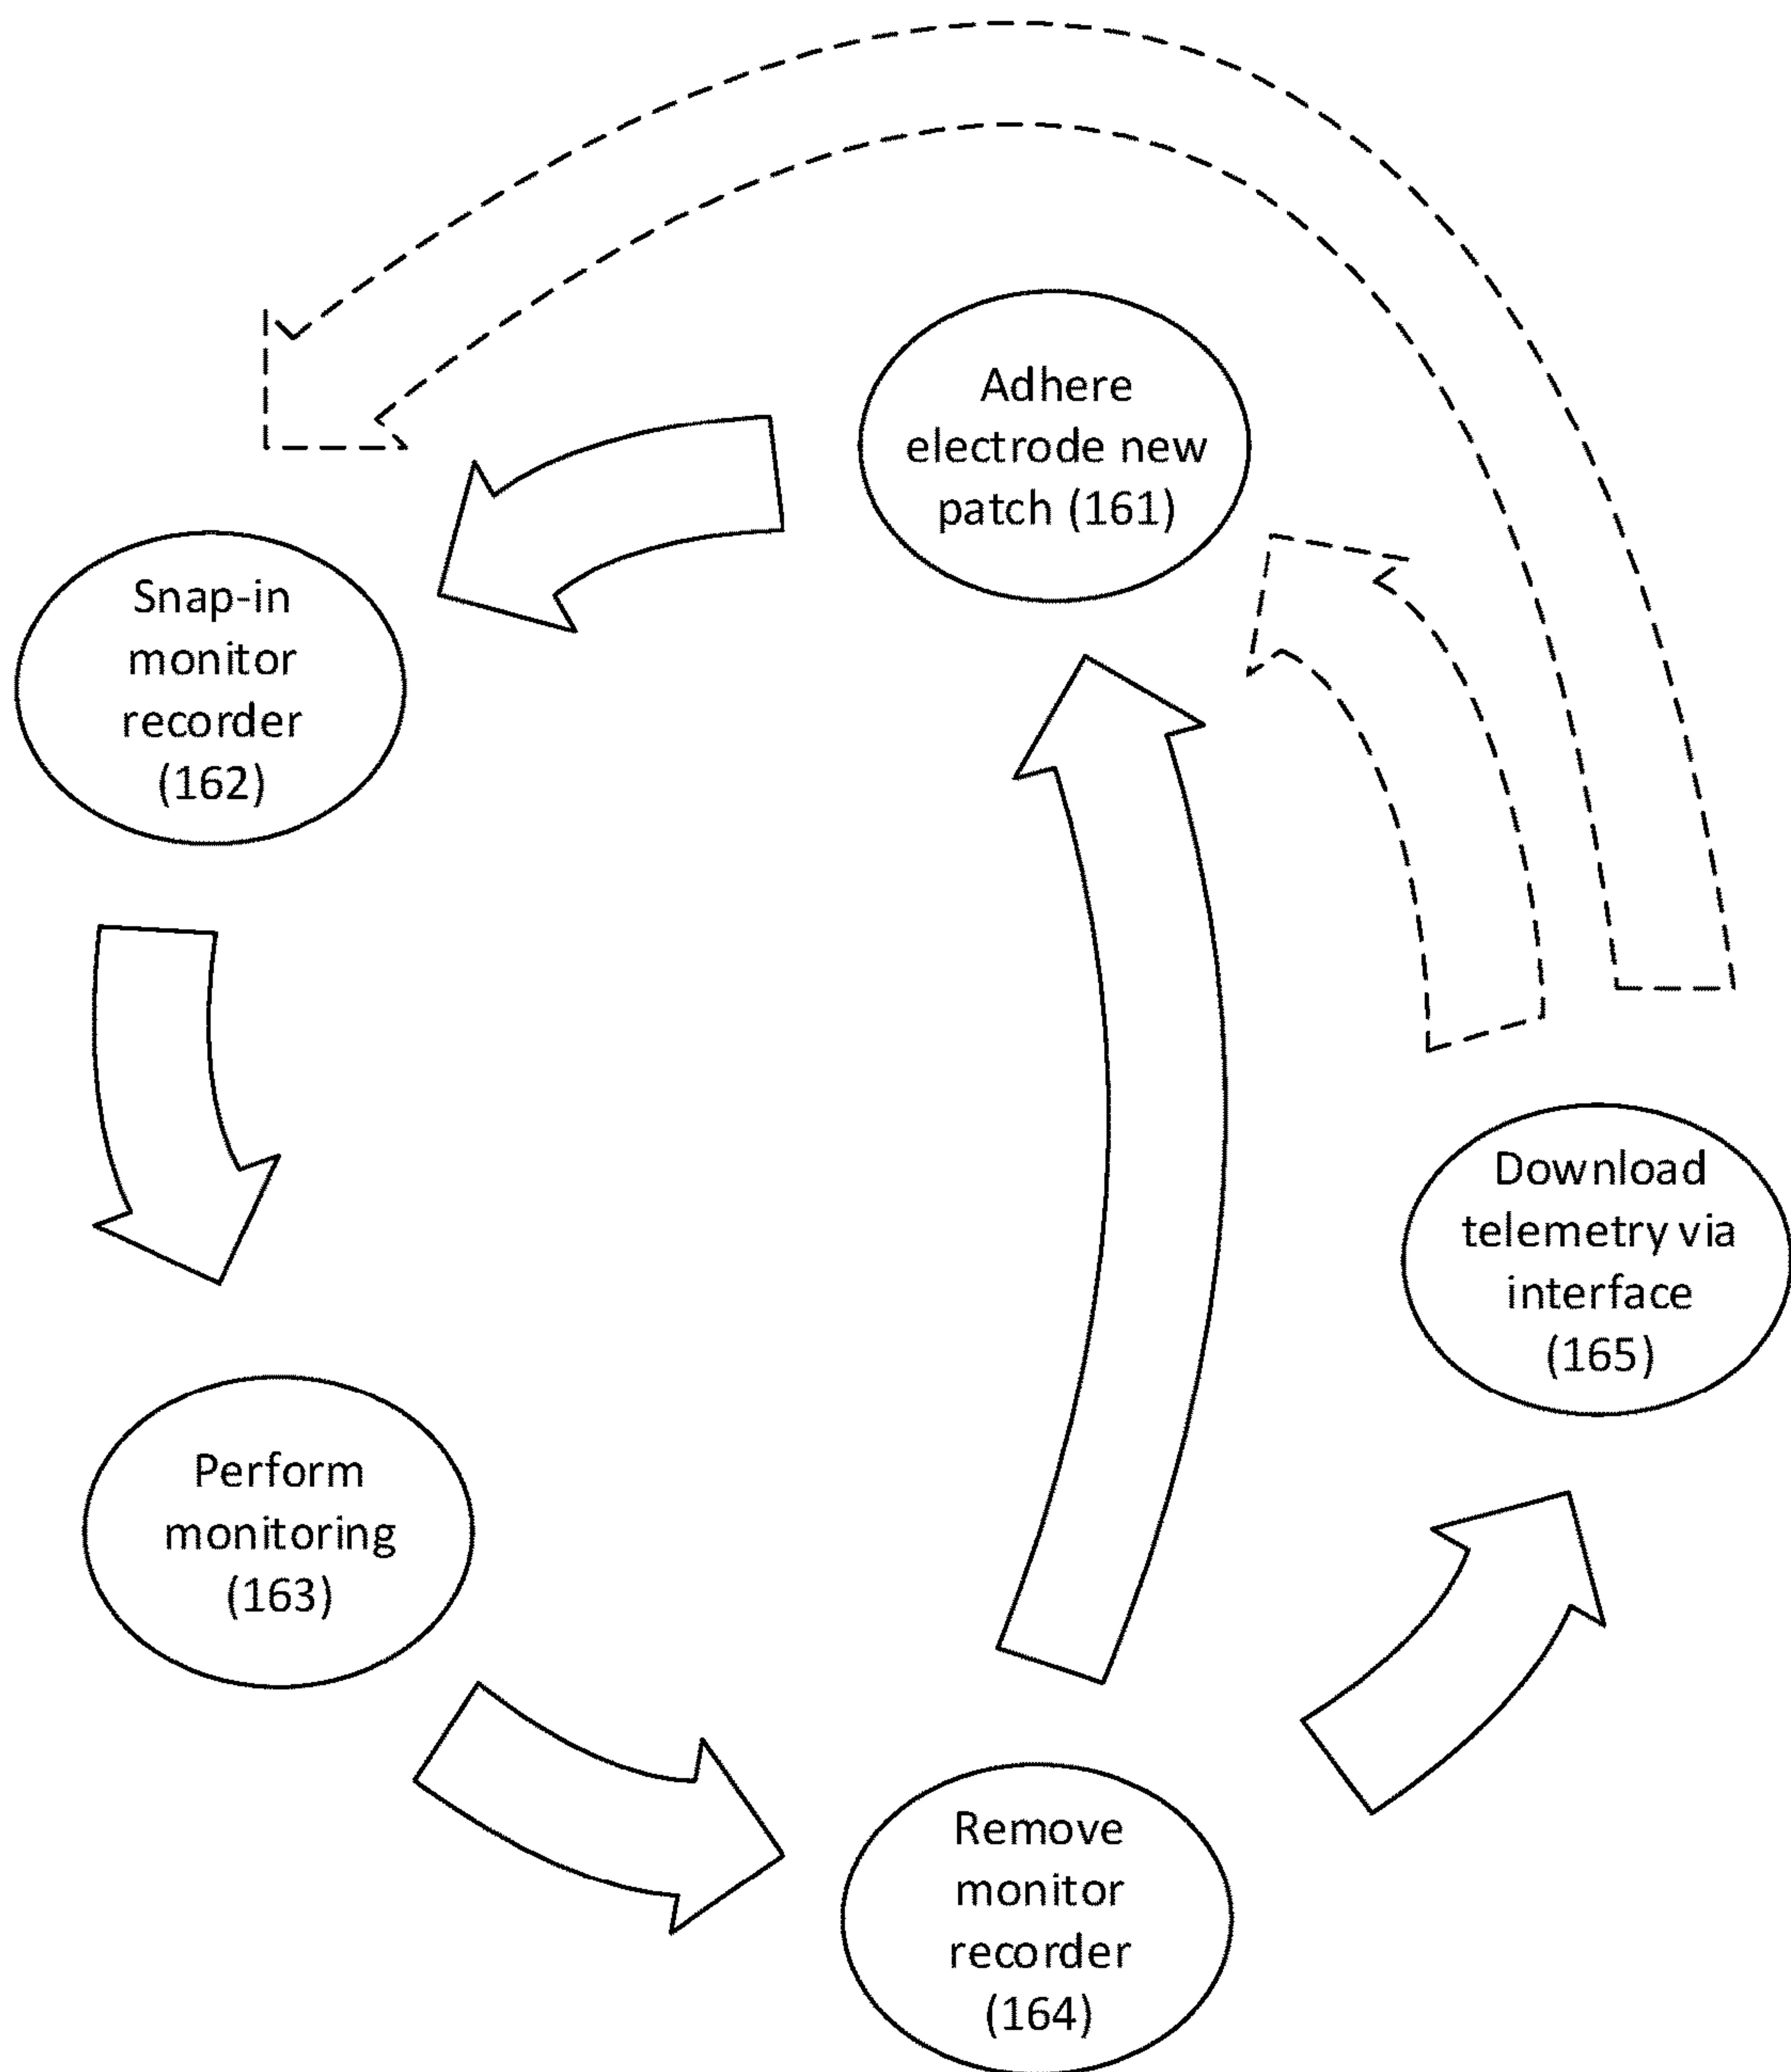 Adhere
electrode new
patch (161)
Snap-in
monitor
recorder
(162)
Download
telemetry via
interface
(165)
Perform
monitoring
(163)
Remove
monitor
recorder
(164)